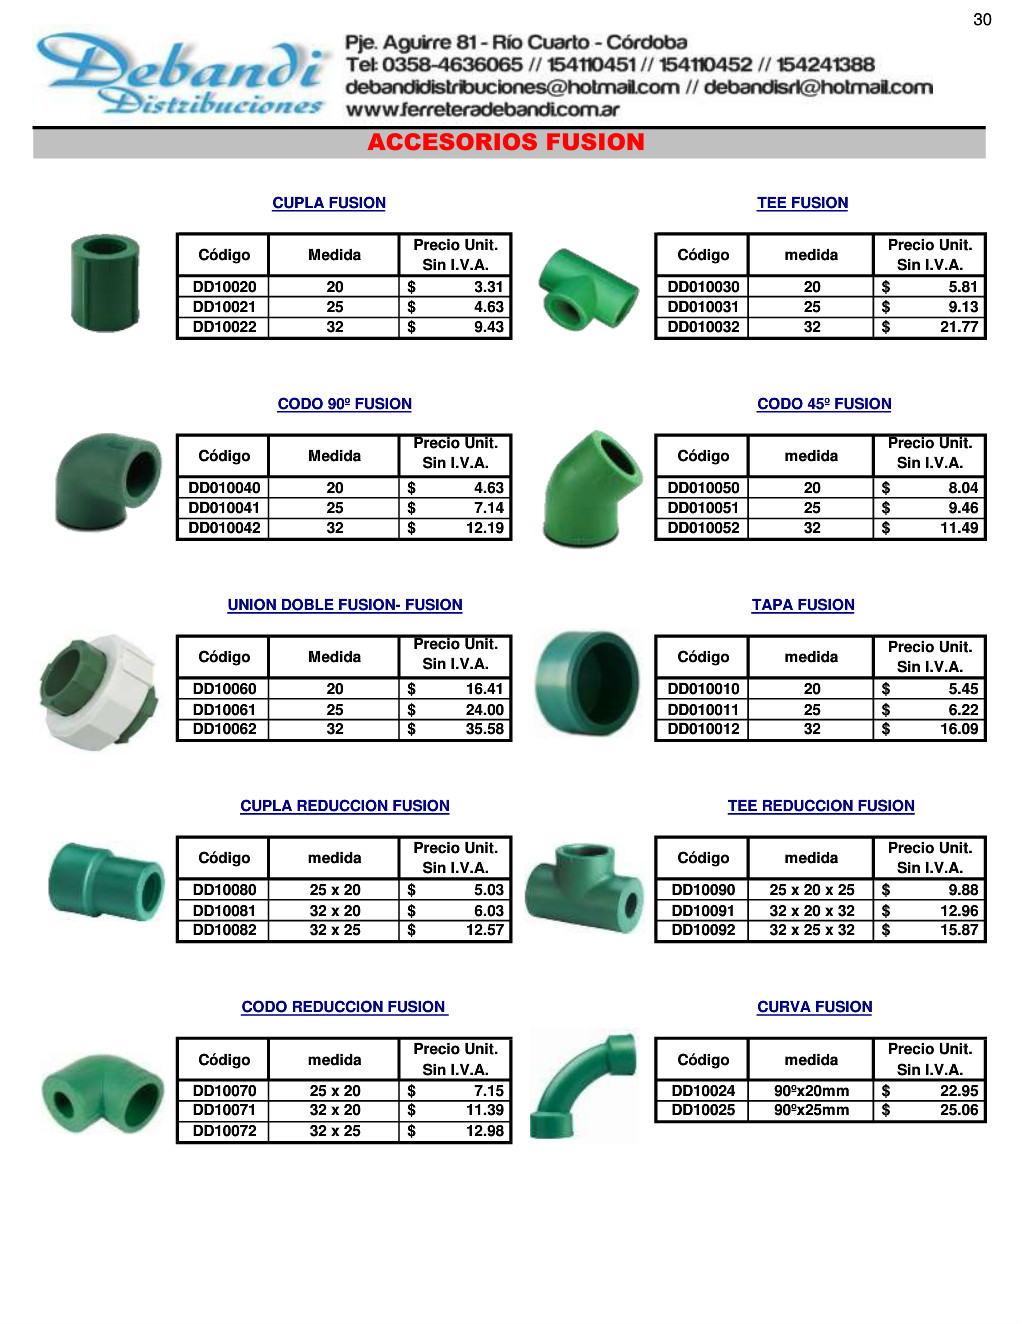 30
Debandi
Distribuciones
Pje. Aguirre 81 - Río Cuarto - Córdoba
Tel: 0358-4636065 // 154110451 // 154110452 // 154241388
debandidistribuciones@hotmail.com // debandisrl@hotmail.com
www.ferreteradebandi.com.ar
ACCESORIOS FUSION
CUPLA FUSION
Código Medida Precio Unit. Sin I.V.A.
DD10020 20 $ 3.31
DD10021 25 $ 4.63
DD10022 32 $ 9.43
TEE FUSION
Código medida Precio Unit. Sin I.V.A.
DD010030 20 $ 5.81
DD010031 25 $ 9.13
DD010032 32 $ 21.77
CODO 90º FUSION
Código Medida Precio Unit. Sin I.V.A.
DD010040 20 $ 4.63
DD010041 25 $ 7.14
DD010042 32 $ 12.19
CODO 45º FUSION
Código medida Precio Unit. Sin I.V.A.
DD010050 20 $ 8.04
DD010051 25 $ 9.46
DD010052 32 $ 11.49
UNION DOBLE FUSION- FUSION
Código Medida Precio Unit. Sin I.V.A.
DD10060 20 $ 16.41
DD10061 25 $ 24.00
DD10062 32 $ 35.58
TAPA FUSION
Código medida Precio Unit. Sin I.V.A.
DD010010 20 $ 5.45
DD010011 25 $ 6.22
DD010012 32 $ 16.09
CUPLA REDUCCION FUSION
Código medida Precio Unit. Sin I.V.A.
DD10080 25 x 20 $ 5.03
DD10081 32 x 20 $ 6.03
DD10082 32 x 25 $ 12.57
TEE REDUCCION FUSION
Código medida Precio Unit. Sin I.V.A.
DD10090 25 x 20 x 25 $ 9.88
DD10091 32 x 20 x 32 $ 12.96
DD10092 32 x 25 x 32 $ 15.87
CODO REDUCCION FUSION
Código medida Precio Unit. Sin I.V.A.
DD10070 25 x 20 $ 7.15
DD10071 32 x 20 $ 11.39
DD10072 32 x 25 $ 12.98
CURVA FUSION
Código medida Precio Unit. Sin I.V.A.
DD10024 90ºx20mm $ 22.95
DD10025 90ºx25mm $ 25.06